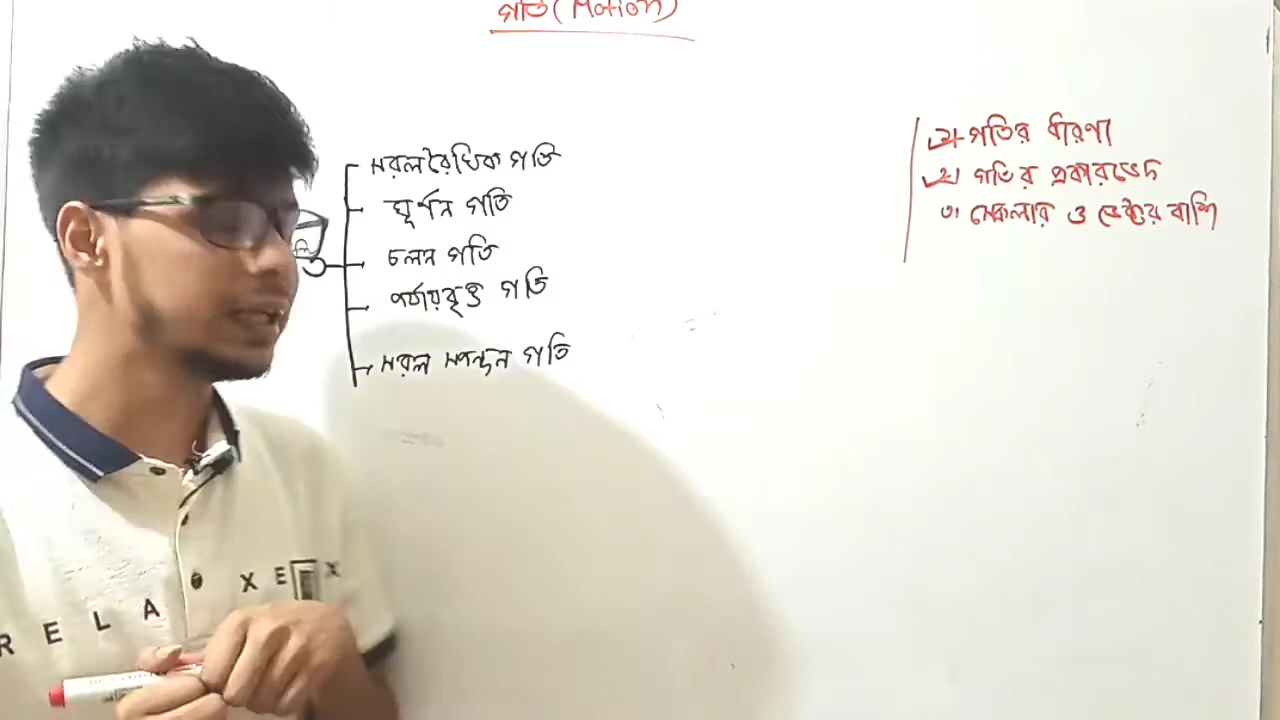 গতি (Motion)
সরলরৈখিক গতি
ঘূর্ণন গতি
চলন গতি
পর্যায়বৃত্ত গতি
সরল স্পন্দন গতি
১। গতির ধারণা
২। গতির প্রকারভেদ
৩। স্কেলার ও ভেক্টর রাশি
RELAXE X